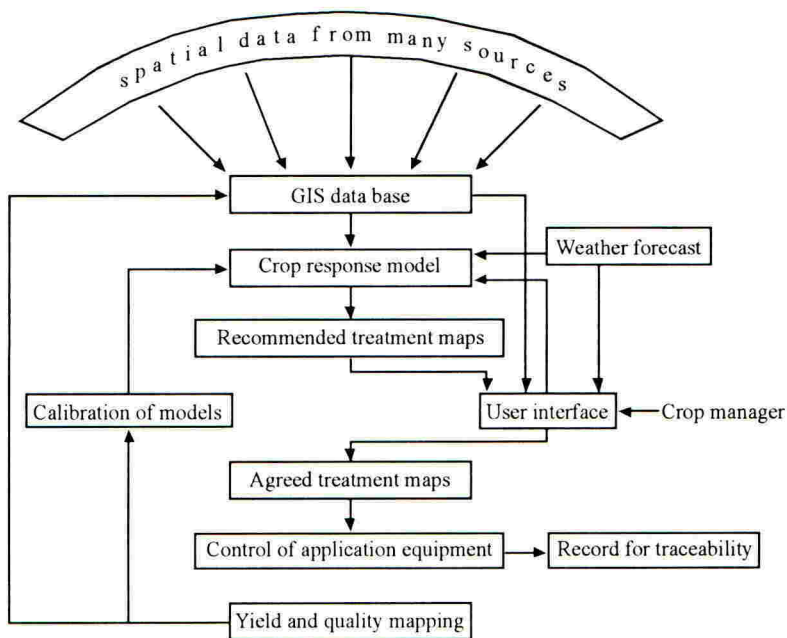 spatial data from many sources
GIS data base
Weather forecast
Crop response model
Recommended treatment maps
Calibration of models
User interface
Crop manager
Agreed treatment maps
Control of application equipment
Record for traceability
Yield and quality mapping